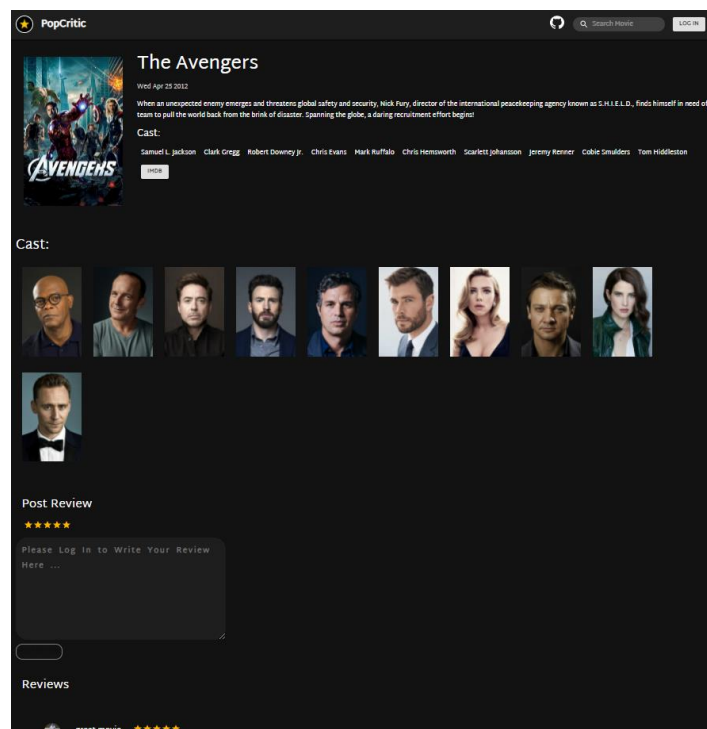 PopCritic
Search Movie
LOG IN
The Avengers
Wed Apr 25 2012
When an unexpected enemy emerges and threatens global safety and security, Nick Fury, director of the international peacekeeping agency known as S.H.I.E.L.D., finds himself in need of
team to pull the world back from the brink of disaster. Spanning the globe, a daring recruitment effort begins!
Cast:
Samuel L. Jackson Clark Gregg Robert Downey Jr. Chris Evans Mark Ruffalo Chris Hemsworth Scarlett Johansson Jeremy Renner Cobie Smulders Tom Hiddleston
IMDB
AVENGERS
Cast:
Post Review
Please Log In to Write Your Review
Here ...
Reviews
great movie